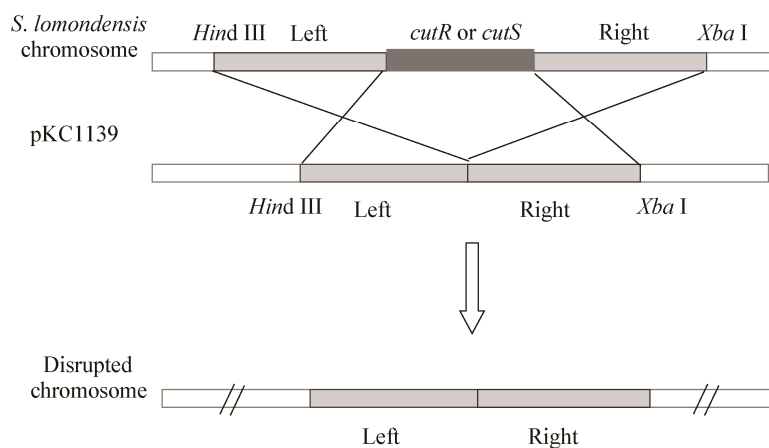 S. lomondensis
chromosome
Hind III Left cutR or cutS Right Xba I
pKC1139
Hind III Left Right Xba I
Disrupted
chromosome
Left Right